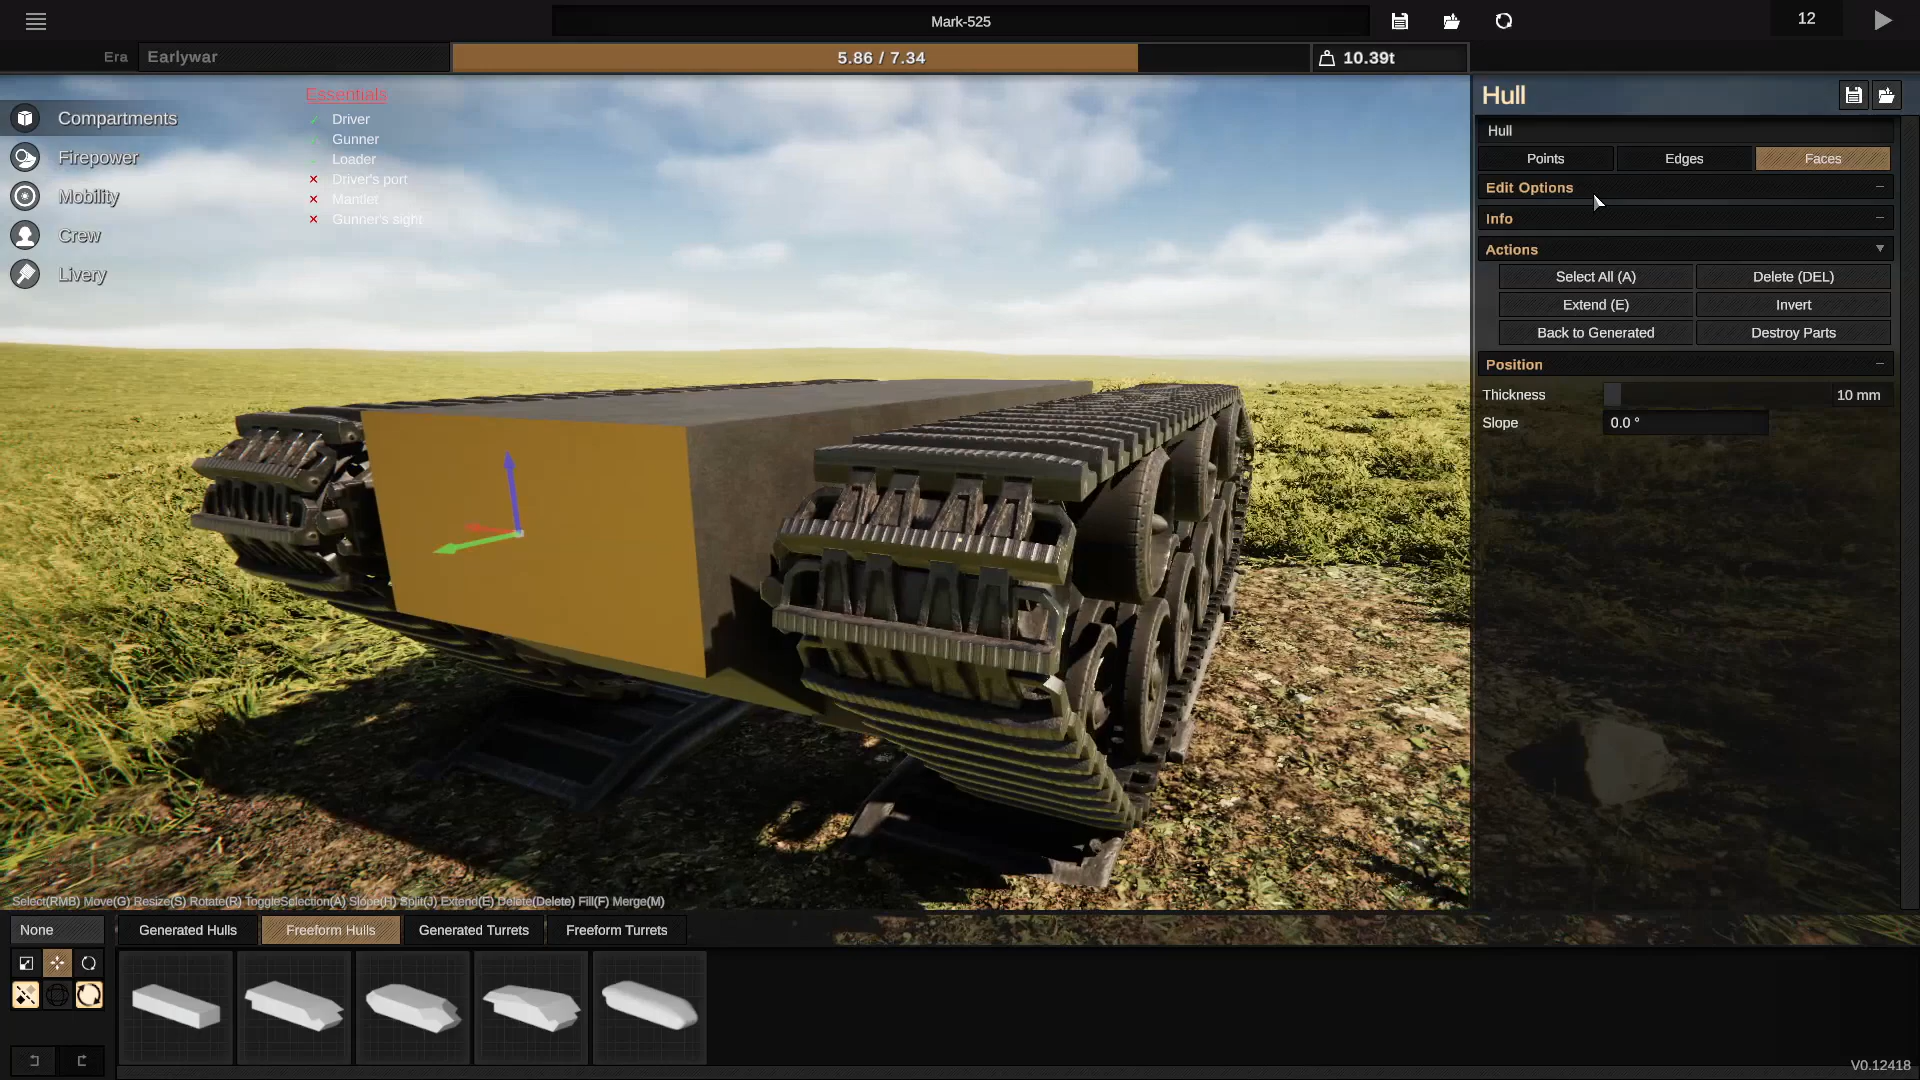 Mark-525
12
Era
Earlywar
5.86 / 7.34
10.39t
Essentials
Driver
Gunner
Loader
Driver's port
Mantlet
Gunner's sight
Compartments
Firepower
Mobility
Crew
Livery
Hull
Hull
Points
Edges
Faces
Edit Options
Info
Actions
Select All (A)
Delete (DEL)
Extend (E)
Invert
Back to Generated
Destroy Parts
Position
Thickness
10 mm
Slope
0.0 °
Select(RMB) Move(G) Resize(S) Rotate(R) ToggleSelection(A) Slope(H) Split(J) Extend(E) Delete(Delete) Fill(F) Merge(M)
None
Generated Hulls
Freeform Hulls
Generated Turrets
Freeform Turrets
V0.12418